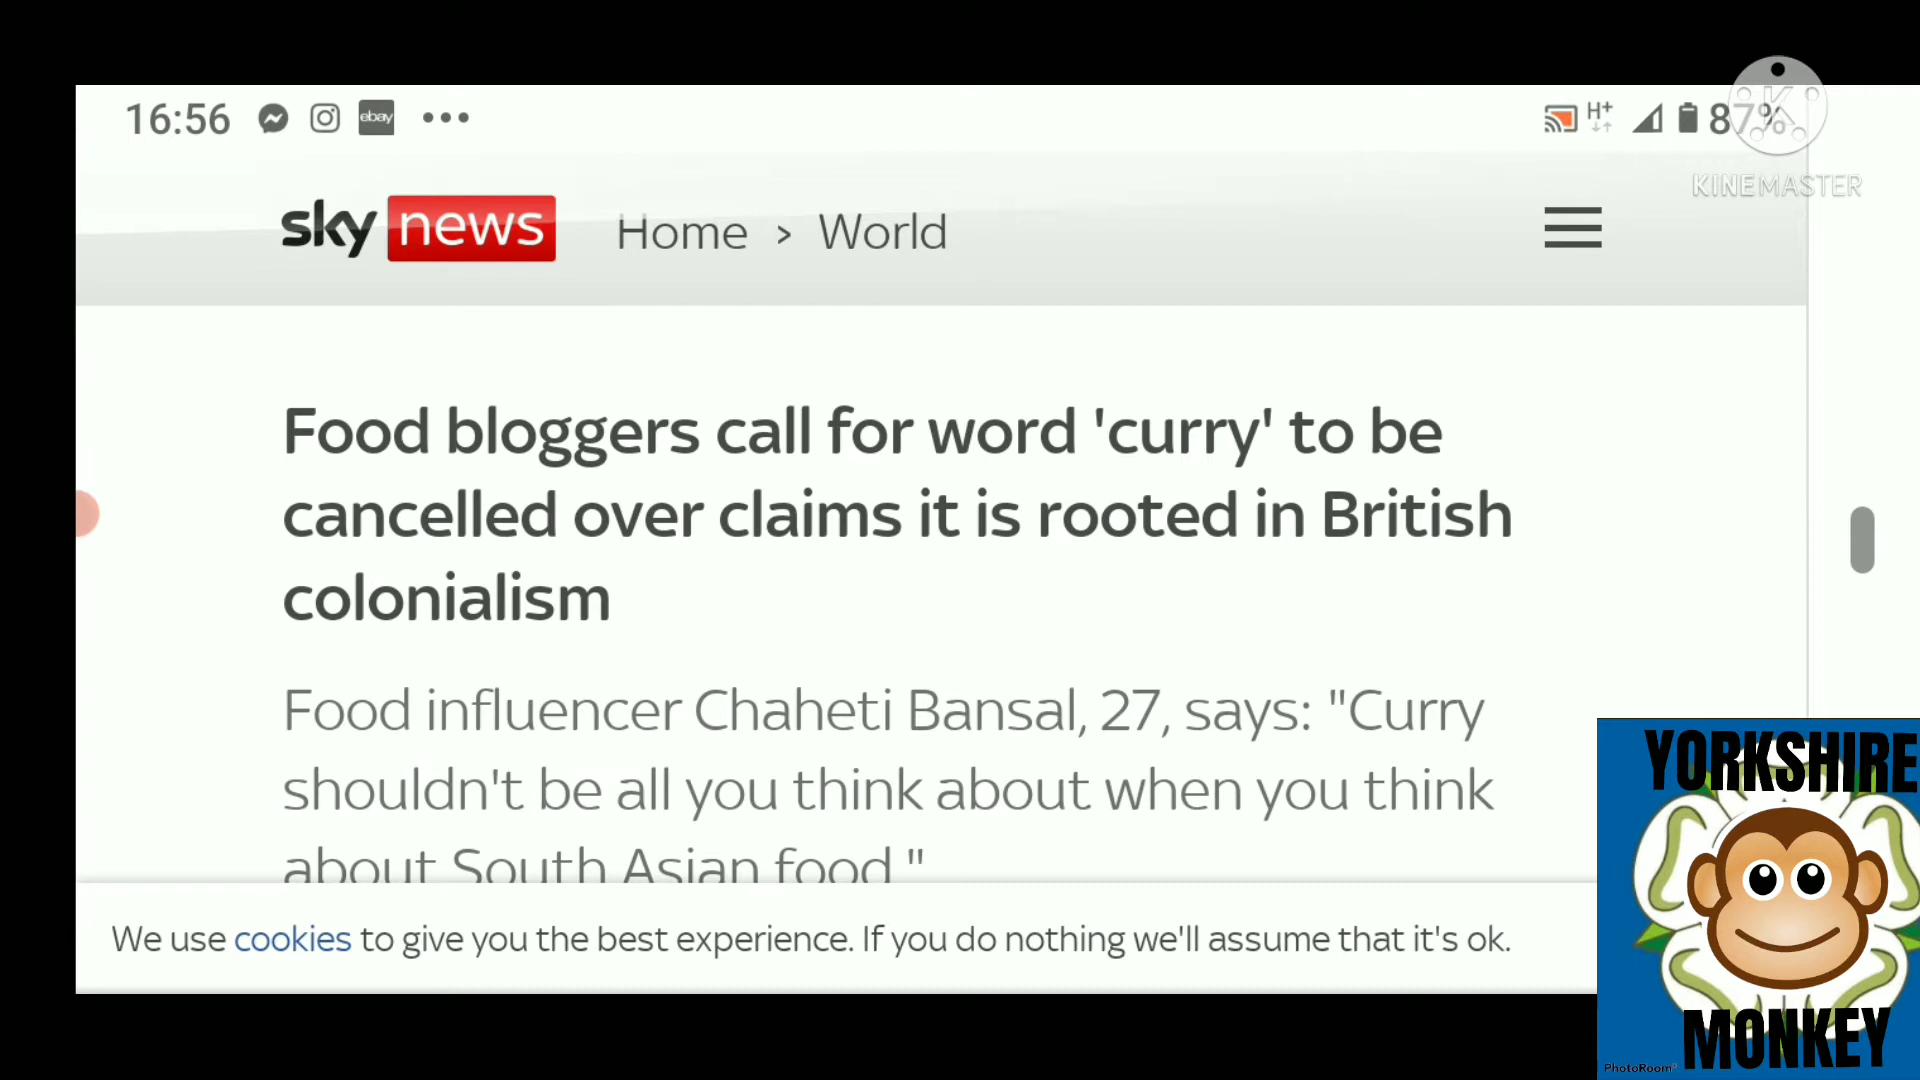 16:56 ebay H+ 87%
KINEMASTER
sky news Home > World
Food bloggers call for word 'curry' to be
cancelled over claims it is rooted in British
colonialism
Food influencer Chaheti Bansal, 27, says: "Curry
shouldn't be all you think about when you think
about South Asian food."
We use cookies to give you the best experience. If you do nothing we'll assume that it's ok.
YORKSHIRE
MONKEY
PhotoRoom